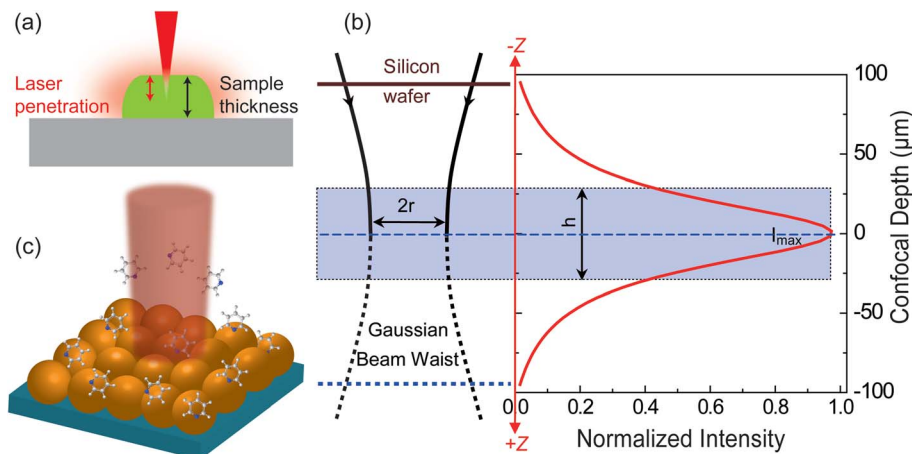 (a)
Laser
penetration
Sample
thickness
(b)
-Z
Silicon
wafer
2r
h
Imax
Gaussian
Beam Waist
+Z
100
50
0
-50
-100
Confocal Depth (μm)
0.0 0.2 0.4 0.6 0.8 1.0
Normalized Intensity
(c)